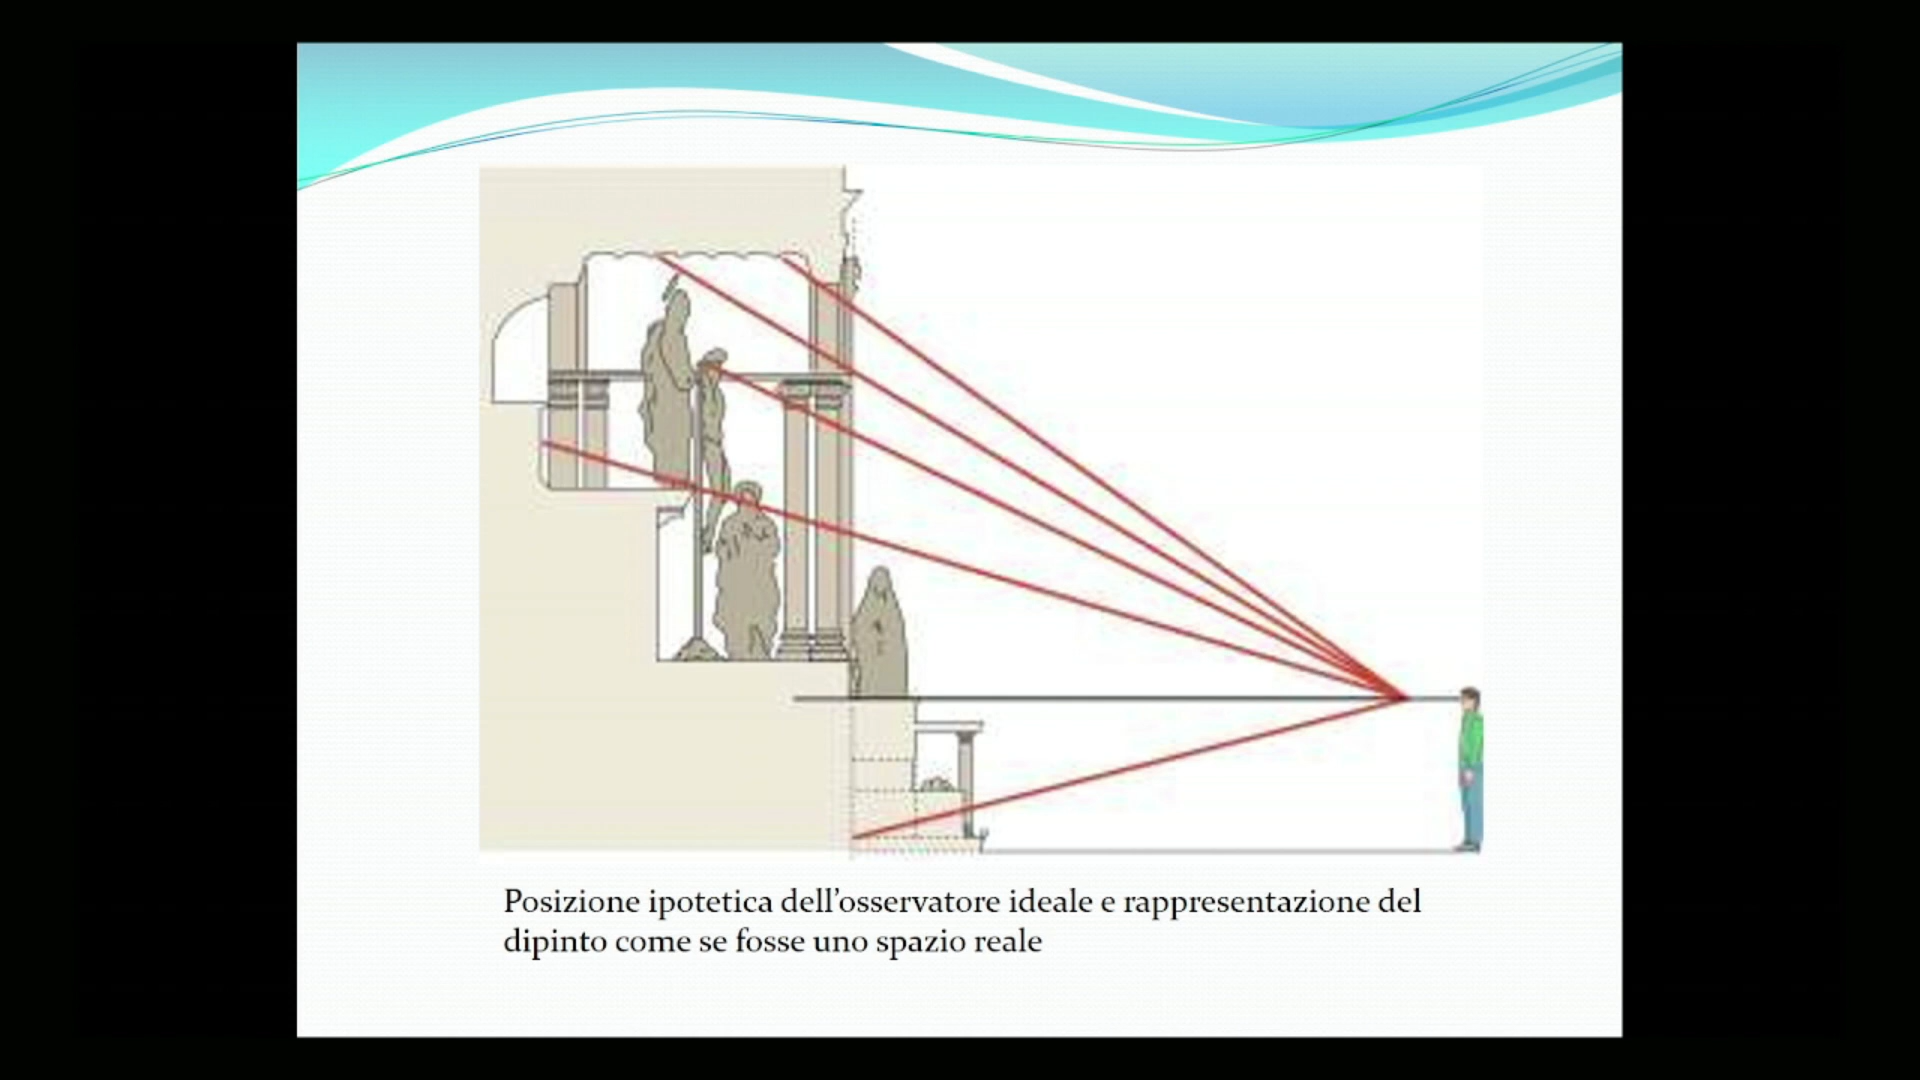 Posizione ipotetica dell’osservatore ideale e rappresentazione del
dipinto come se fosse uno spazio reale